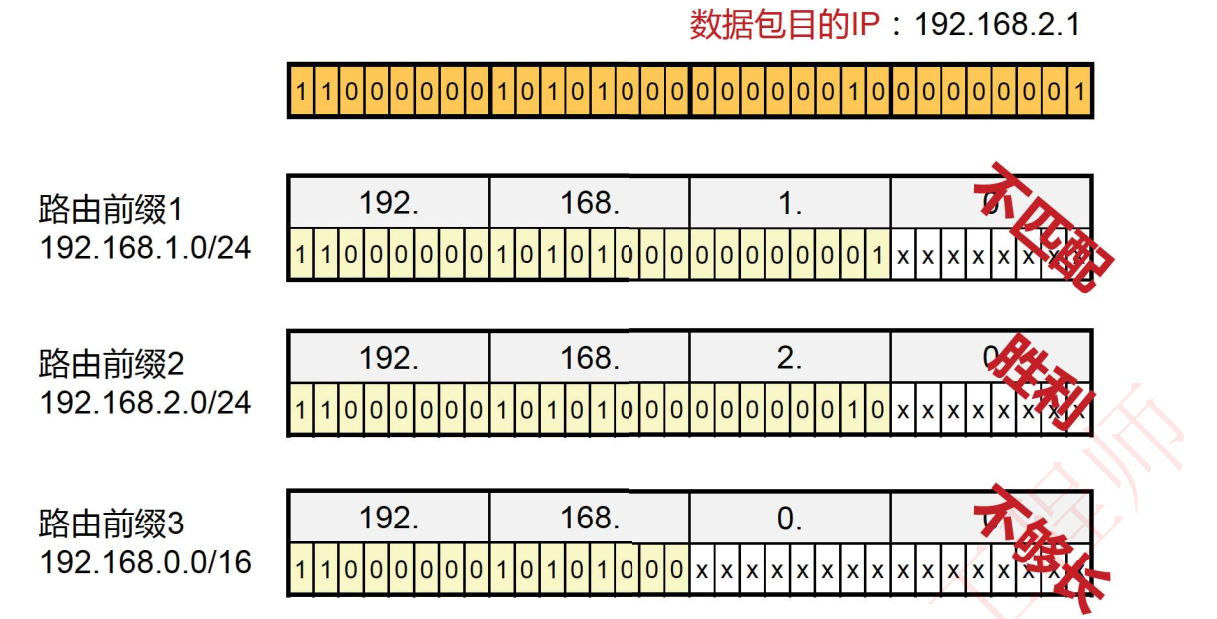 数据包目的IP：192.168.2.1
1 1 0 0 0 0 0 0 1 0 1 0 1 0 0 0 0 0 0 0 0 0 1 0 0 0 0 0 0 0 0 1
路由前缀1
192.168.1.0/24
192. 168. 1. 0
1 1 0 0 0 0 0 0 1 0 1 0 1 0 0 0 0 0 0 0 0 0 0 1 x x x x x x x x
不匹配
路由前缀2
192.168.2.0/24
192. 168. 2. 0
1 1 0 0 0 0 0 0 1 0 1 0 1 0 0 0 0 0 0 0 0 0 1 0 x x x x x x x x
胜利
路由前缀3
192.168.0.0/16
192. 168. 0. 0
1 1 0 0 0 0 0 0 1 0 1 0 1 0 0 0 x x x x x x x x x x x x x x x x
不够长
工程师